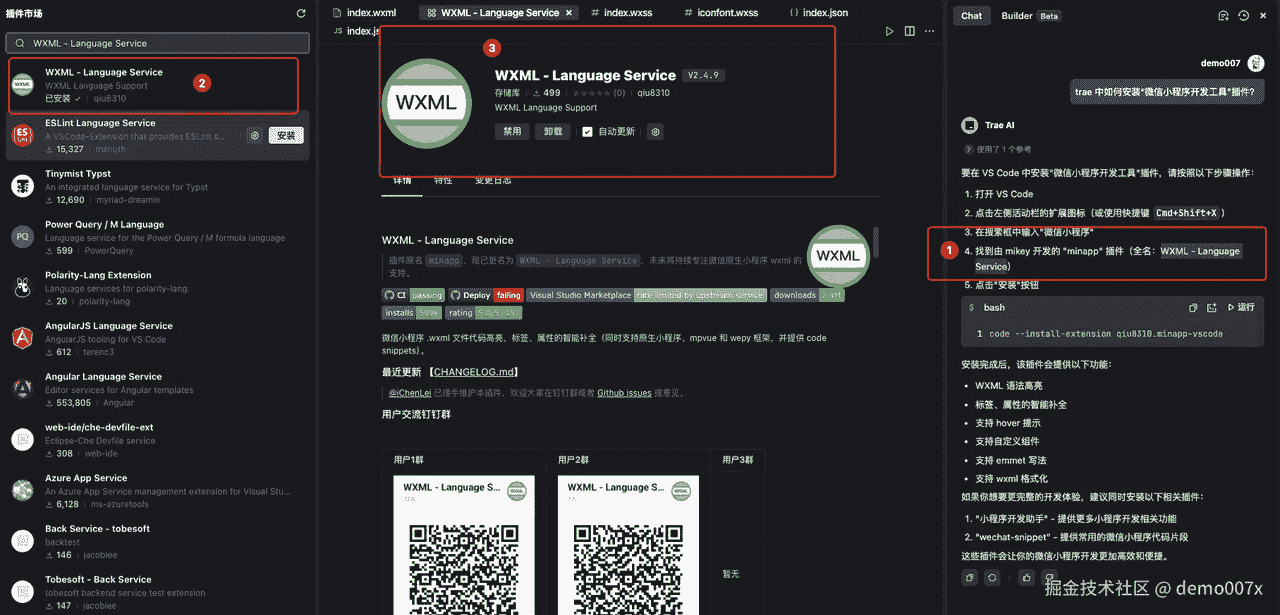 插件市场
WXML - Language Service
WXML
WXML - Language Service
WXML Language Support
已安装 ✓ qiu8310
2
ESLint Language Service
A VSCode-Extension that provides ESLint s...
15,327 manuth
安装
Tinymist Typst
An integrated language service for Typst
12,690 myriad-dreamin
PQ
Power Query / M Language
Language service for the Power Query / M formula language
599 PowerQuery
Polarity-Lang Extension
Language services for polarity-lang.
20 polarity-lang
AngularJS Language Service
AngularJS tooling for VS Code
612 terenc3
Angular Language Service
Editor services for Angular templates
553,805 Angular
web-ide/che-devfile-ext
Eclipse-Che Devfile service
308 web-ide
Azure App Service
An Azure App Service management extension for Visual Stu...
6,128 ms-azuretools
Back Service - tobesoft
backtest
146 jacoblee
Tobesoft - Back Service
tobesoft backend service test extension
147 jacoblee
index.wxml
WXML - Language Service ×
# index.wxss
# iconfont.wxss
{} index.json
JS index.js
3
WXML
WXML - Language Service V2.4.9
存储库 499 (0) qiu8310
WXML Language Support
禁用 卸载 自动更新
详情 特性 变更日志
WXML - Language Service
WXML
插件原名 minapp，现已更名为 WXML - Language Service，未来将持续专注微信原生小程序 wxml 的
支持。
CI passing Deploy failing Visual Studio Marketplace rate limited by upstream service downloads 2.4M
installs 599k rating
微信小程序 .wxml 文件代码高亮，标签、属性的智能补全（同时支持原生小程序、mpvue 和 wepy 框架，并提供 code
snippets）。
最近更新 【CHANGELOG.md】
@iChenLei 已接手维护本插件，欢迎大家在钉钉群或者 Github issues 提意见。
用户交流钉钉群
用户1群 用户2群 用户3群
WXML - Language S...
WXML - Language S...
暂无
Chat Builder Beta
demo007
trae 中如何安装"微信小程序开发工具"插件？
Trae AI
使用了 1 个参考
要在 VS Code 中安装"微信小程序开发工具"插件，请按照以下步骤操作：
1. 打开 VS Code
2. 点击左侧活动栏的扩展图标（或使用快捷键 Cmd+Shift+X ）
3. 在搜索框中输入"微信小程序"
1
4. 找到由 mikey 开发的 "minapp" 插件（全名：WXML - Language
Service）
5. 点击"安装"按钮
$ bash 运行
1 code --install-extension qiu8310.minapp-vscode
安装完成后，该插件会提供以下功能：
• WXML 语法高亮
• 标签、属性的智能补全
• 支持 hover 提示
• 支持自定义组件
• 支持 emmet 写法
• 支持 wxml 格式化
如果你想要更完整的开发体验，建议同时安装以下相关插件：
1. "小程序开发助手" - 提供更多小程序开发相关功能
2. "wechat-snippet" - 提供常用的微信小程序代码片段
这些插件会让你的微信小程序开发更加高效和便捷。
掘金技术社区 @ demo007x